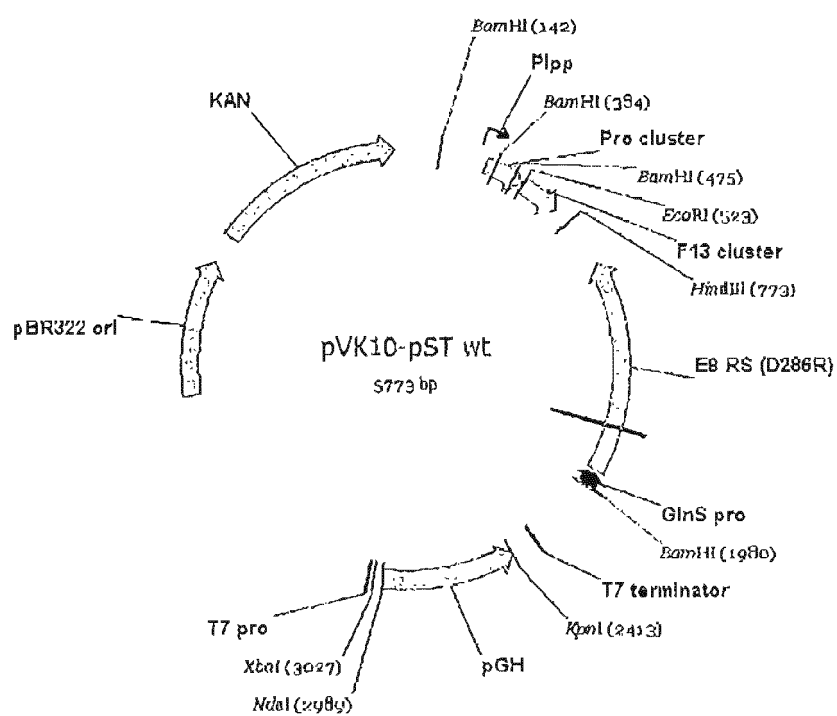 BamHI (142)
Plpp
BamHI (384)
KAN
Pro cluster
BamHI (475)
EcoRI (523)
F13 cluster
HindIII (773)
pBR322 ori
pVK10-pST wt
5773 bp
E8 RS (D286R)
GlnS pro
BamHI (1980)
T7 terminator
T7 pro
KpnI (2413)
XbaI (3027)
pGH
NdeI (2989)